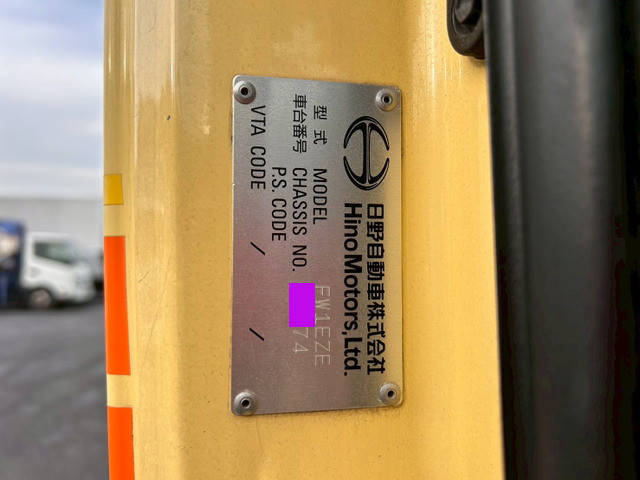 日野自動車株式会社
Hino Motors, Ltd.
型式 MODEL FW1EZE
車台番号 CHASSIS NO. 74
P.S. CODE
VTA CODE / /